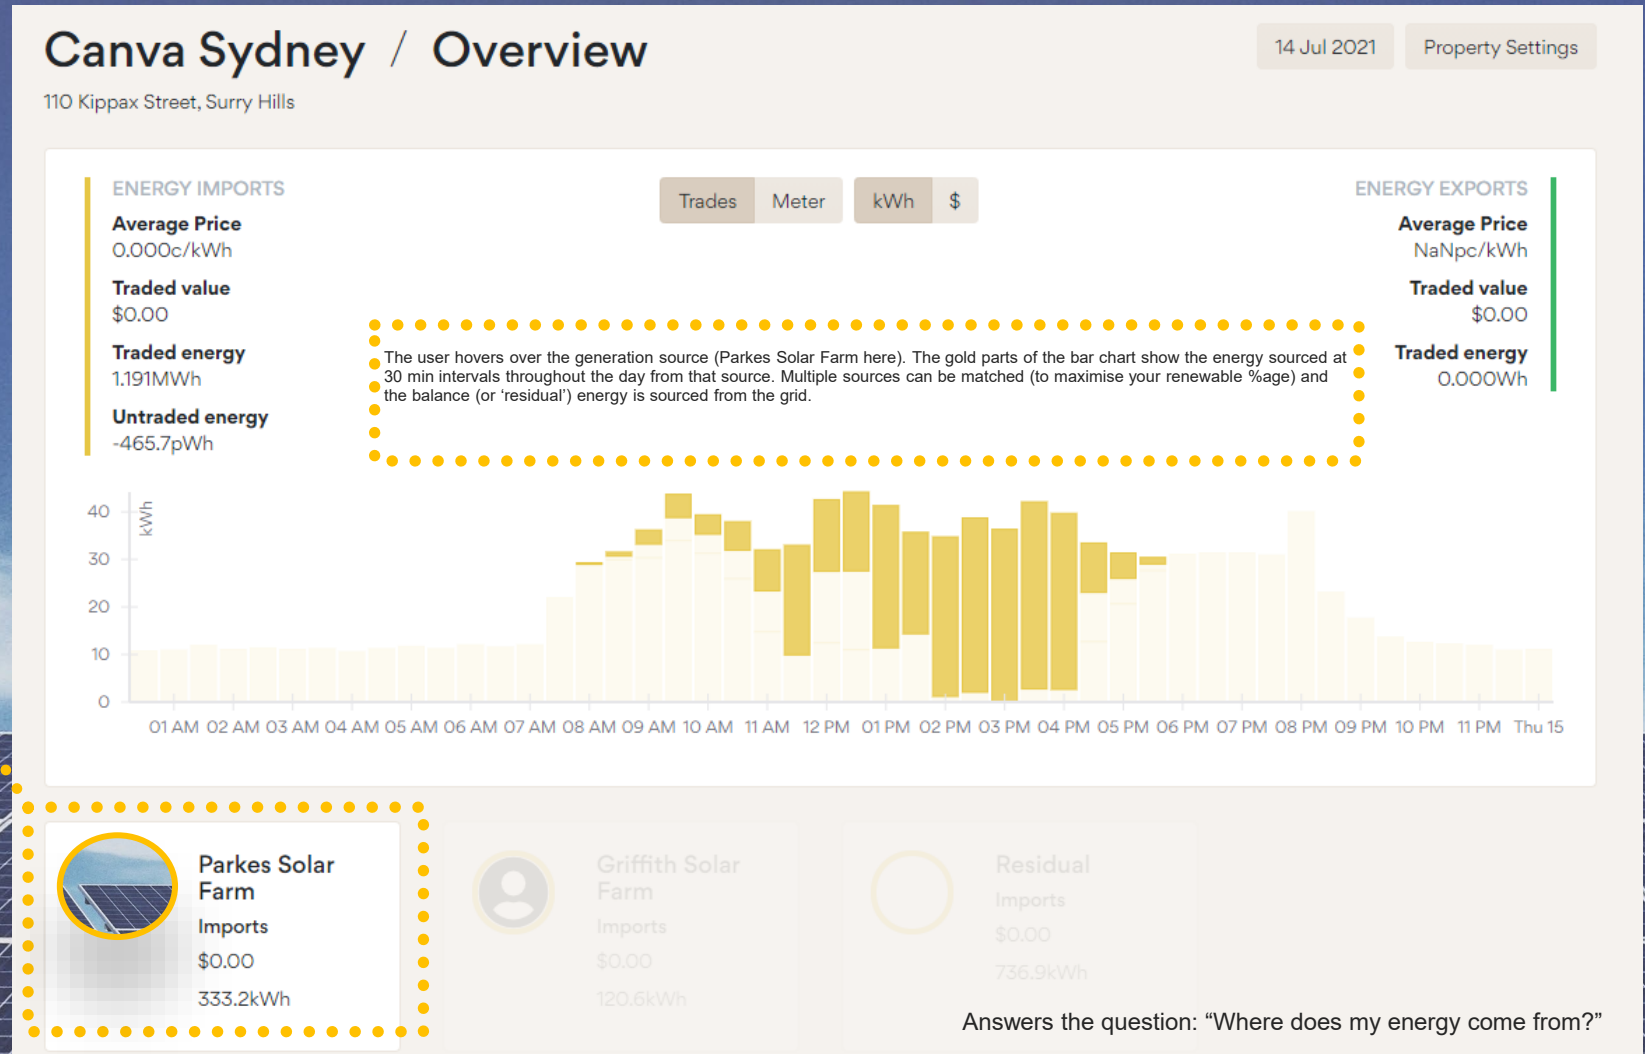 Canva Sydney / Overview
14 Jul 2021
Property Settings
110 Kippax Street, Surry Hills
ENERGY IMPORTS
Average Price
0.000c/kWh
Traded value
$0.00
Traded energy
1.191MWh
Untraded energy
-465.7pWh
Trades
Meter
kWh
$
ENERGY EXPORTS
Average Price
NaNpc/kWh
Traded value
$0.00
Traded energy
0.000Wh
The user hovers over the generation source (Parkes Solar Farm here). The gold parts of the bar chart show the energy sourced at
30 min intervals throughout the day from that source. Multiple sources can be matched (to maximise your renewable %age) and
the balance (or ‘residual’) energy is sourced from the grid.
kWh
40
30
20
10
0
01 AM 02 AM 03 AM 04 AM 05 AM 06 AM 07 AM 08 AM 09 AM 10 AM 11 AM 12 PM 01 PM 02 PM 03 PM 04 PM 05 PM 06 PM 07 PM 08 PM 09 PM 10 PM 11 PM Thu 15
Parkes Solar
Farm
Imports
$0.00
333.2kWh
Griffith Solar
Farm
Imports
$0.00
120.6kWh
Residual
Imports
$0.00
736.9kWh
Answers the question: “Where does my energy come from?”